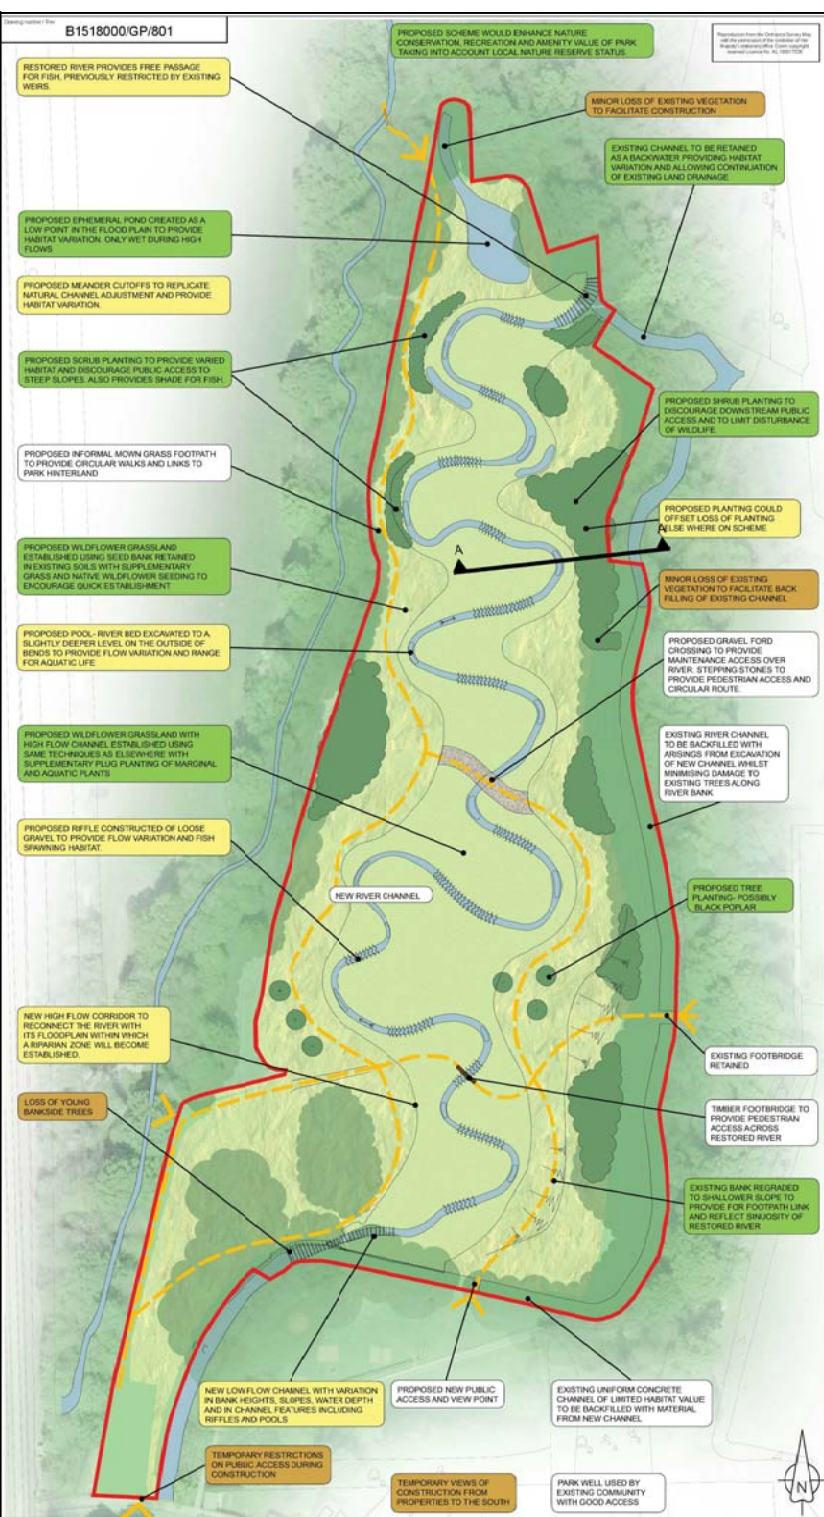 Drawing number / Rev
B1518000/GP/801
PROPOSED SCHEME WOULD ENHANCE NATURE
CONSERVATION, RECREATION AND AMENITY VALUE OF PARK
TAKING INTO ACCOUNT LOCAL NATURE RESERVE STATUS.
RESTORED RIVER PROVIDES FREE PASSAGE
FOR FISH, PREVIOUSLY RESTRICTED BY EXISTING
WEIRS.
MINOR LOSS OF EXISTING VEGETATION
TO FACILITATE CONSTRUCTION
EXISTING CHANNEL TO BE RETAINED
AS A BACKWATER PROVIDING HABITAT
VARIATION AND ALLOWING CONTINUATION
OF EXISTING LAND DRAINAGE
PROPOSED EPHEMERAL POND CREATED AS A
LOW POINT IN THE FLOODPLAIN TO PROVIDE
HABITAT VARIATION. ONLY WET DURING HIGH
FLOWS
PROPOSED MEANDER CUTOFFS TO REPLICATE
NATURAL CHANNEL ADJUSTMENT AND PROVIDE
HABITAT VARIATION.
PROPOSED SCRUB PLANTING TO PROVIDE VARIED
HABITAT AND DISCOURAGE PUBLIC ACCESS TO
STEEP SLOPES. ALSO PROVIDES SHADE FOR FISH.
PROPOSED SHRUB PLANTING TO
DISCOURAGE DOWNSTREAM PUBLIC
ACCESS AND TO LIMIT DISTURBANCE
OF WILDLIFE.
PROPOSED INFORMAL MOWN GRASS FOOTPATH
TO PROVIDE CIRCULAR WALKS AND LINKS TO
PARK HINTERLAND
PROPOSED PLANTING COULD
OFFSET LOSS OF PLANTING
ELSE WHERE ON SCHEME
A
A
PROPOSED WILDFLOWER GRASSLAND
ESTABLISHED USING SEED BANK RETAINED
IN EXISTING SOILS WITH SUPPLEMENTARY
GRASS AND NATIVE WILDFLOWER SEEDING TO
ENCOURAGE QUICK ESTABLISHMENT
MINOR LOSS OF EXISTING
VEGETATION TO FACILITATE BACK
FILLING OF EXISTING CHANNEL
PROPOSED POOL- RIVER BED EXCAVATED TO A
SLIGHTLY DEEPER LEVEL ON THE OUTSIDE OF
BENDS TO PROVIDE FLOW VARIATION AND RANGE
FOR AQUATIC LIFE
PROPOSED GRAVEL FORD
CROSSING TO PROVIDE
MAINTENANCE ACCESS OVER
RIVER. STEPPING STONES TO
PROVIDE PEDESTRIAN ACCESS AND
CIRCULAR ROUTE.
PROPOSED WILDFLOWER GRASSLAND WITH
HIGH FLOW CHANNEL ESTABLISHED USING
SAME TECHNIQUES AS ELSEWHERE WITH
SUPPLEMENTARY PLUG PLANTING OF MARGINAL
AND AQUATIC PLANTS
EXISTING RIVER CHANNEL
TO BE BACKFILLED WITH
ARISINGS FROM EXCAVATION
OF NEW CHANNEL WHILST
MINIMISING DAMAGE TO
EXISTING TREES ALONG
RIVER BANK
PROPOSED RIFFLE CONSTRUCTED OF LOOSE
GRAVEL TO PROVIDE FLOW VARIATION AND FISH
SPAWNING HABITAT.
NEW RIVER CHANNEL
PROPOSED TREE
PLANTING- POSSIBLY
BLACK POPLAR
NEW HIGH FLOW CORRIDOR TO
RECONNECT THE RIVER WITH
ITS FLOODPLAIN WITHIN WHICH
A RIPARIAN ZONE WILL BECOME
ESTABLISHED.
EXISTING FOOTBRIDGE
RETAINED
LOSS OF YOUNG
BANKSIDE TREES
TIMBER FOOTBRIDGE TO
PROVIDE PEDESTRIAN
ACCESS ACROSS
RESTORED RIVER
EXISTING BANK REGRADED
TO SHALLOWER SLOPE TO
PROVIDE FOR FOOTPATH LINK
AND REFLECT SINUOSITY OF
RESTORED RIVER
NEW LOW FLOW CHANNEL WITH VARIATION
IN BANK HEIGHTS, SLOPES, WATER DEPTH
AND IN CHANNEL FEATURES INCLUDING
RIFFLES AND POOLS
PROPOSED NEW PUBLIC
ACCESS AND VIEW POINT
EXISTING UNIFORM CONCRETE
CHANNEL OF LIMITED HABITAT VALUE
TO BE BACKFILLED WITH MATERIAL
FROM NEW CHANNEL
TEMPORARY RESTRICTIONS
ON PUBLIC ACCESS DURING
CONSTRUCTION
TEMPORARY VIEWS OF
CONSTRUCTION FROM
PROPERTIES TO THE SOUTH
PARK WELL USED BY
EXISTING COMMUNITY
WITH GOOD ACCESS
N